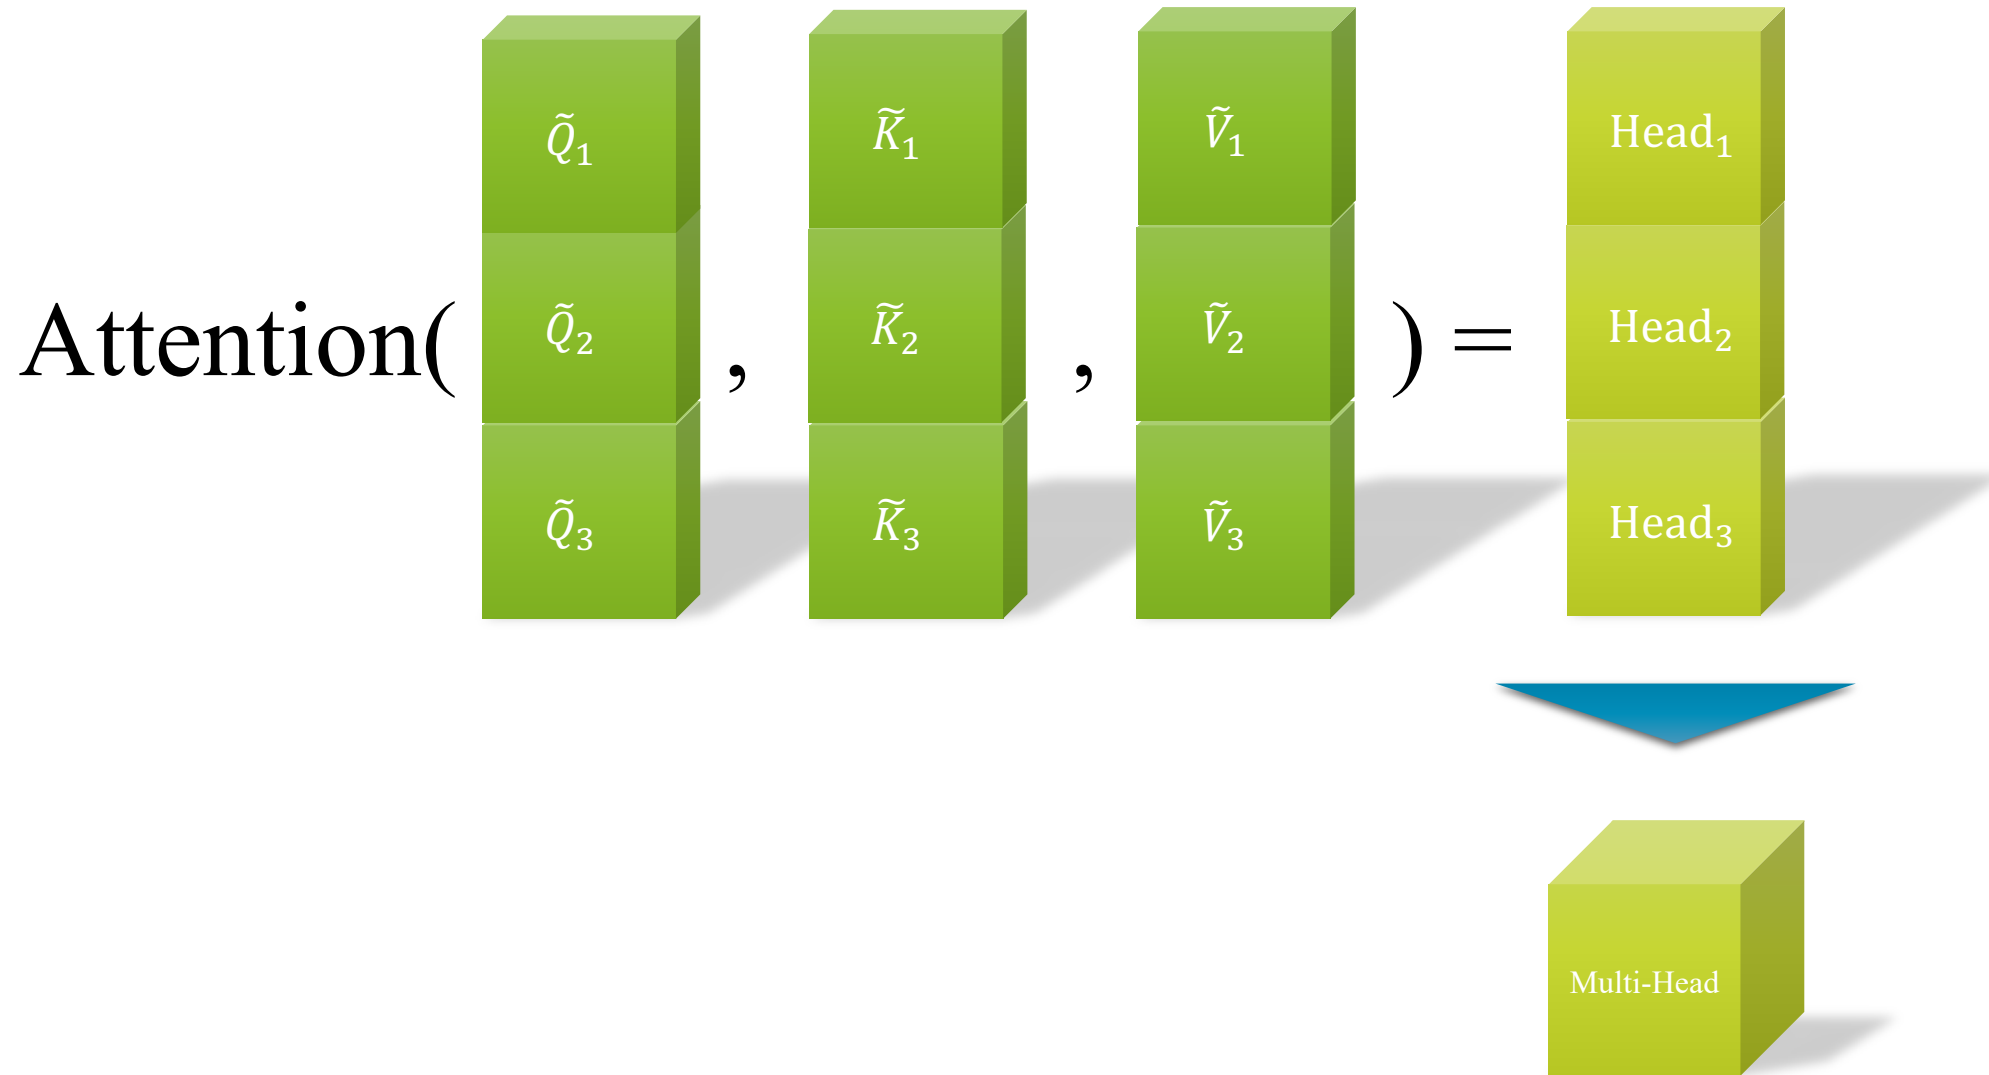 Q̃₁ K̃₁ Ṽ₁ Head₁
Attention( Q̃₂ , K̃₂ , Ṽ₂ ) = Head₂
Q̃₃ K̃₃ Ṽ₃ Head₃
Multi-Head